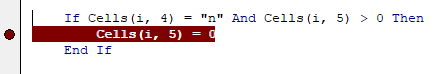 If Cells(i, 4) = "n" And Cells(i, 5) > 0 Then
Cells(i, 5) = 0
End If